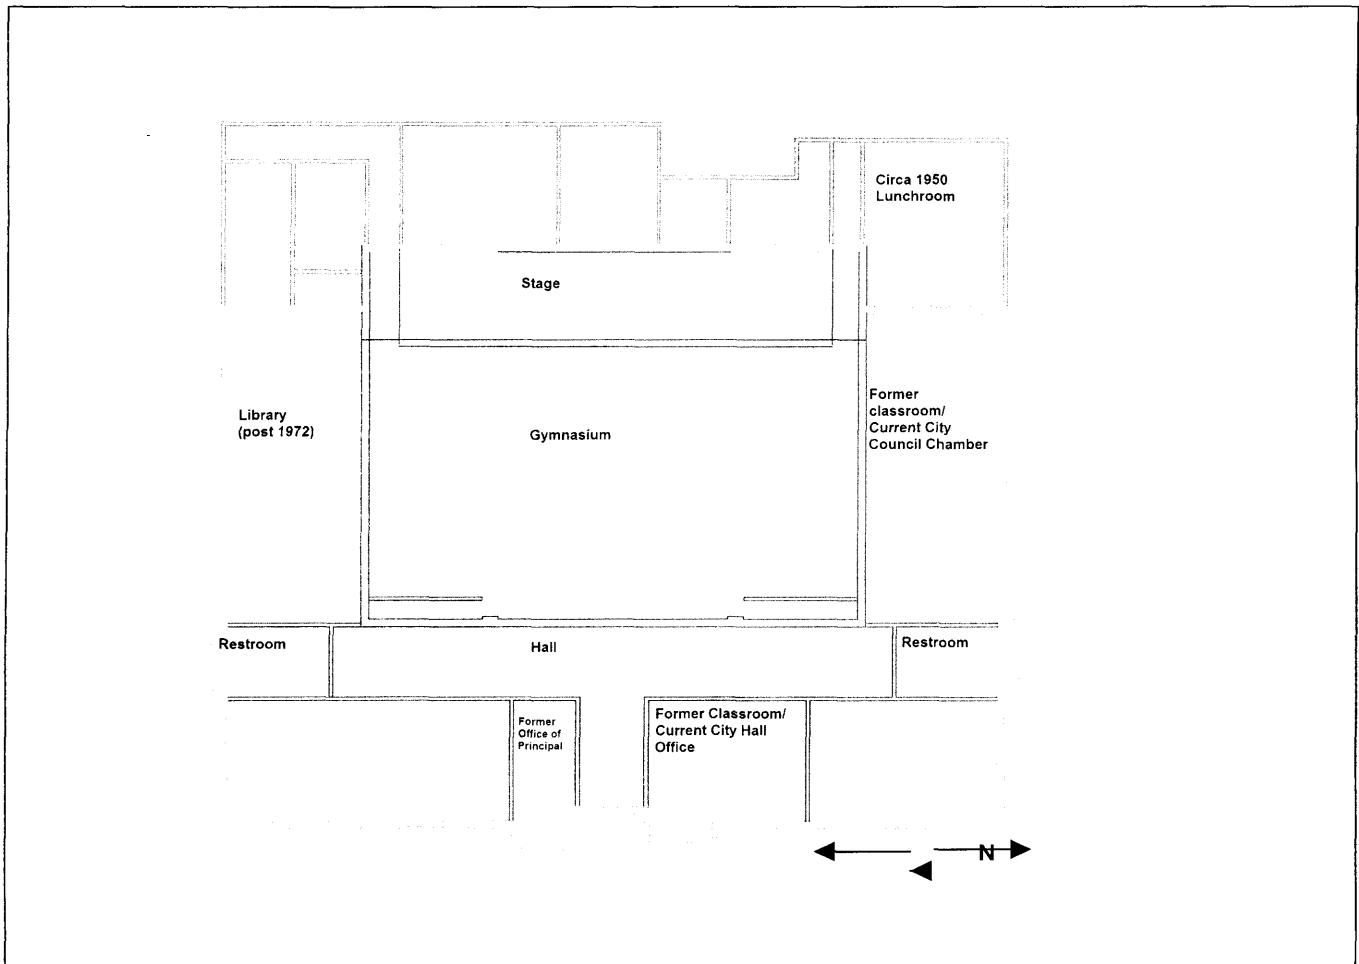 Circa 1950
Lunchroom
Stage
Former
classroom/
Current City
Council Chamber
Library
(post 1972)
Gymnasium
Restroom
Hall
Restroom
Former
Office of
Principal
Former Classroom/
Current City Hall
Office
N